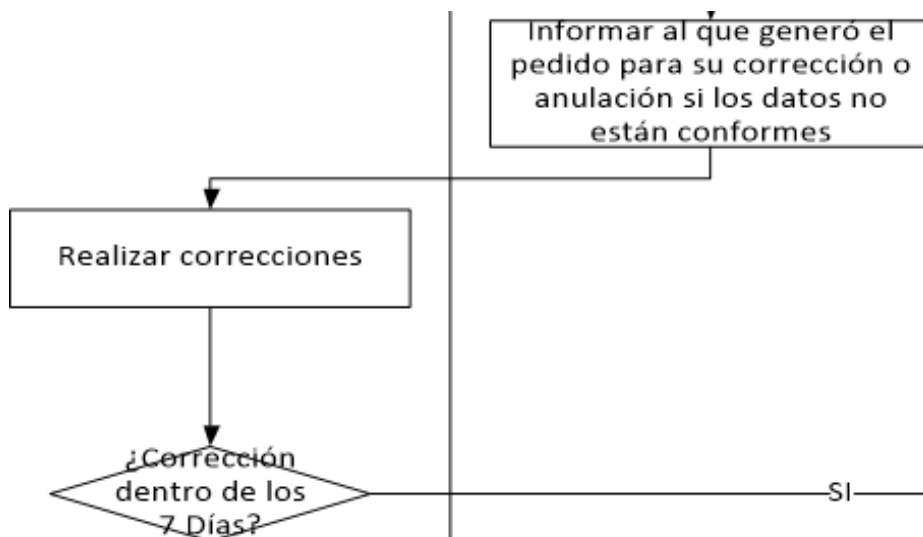 Informar al que generó el
pedido para su corrección o
anulación si los datos no
están conformes
Realizar correcciones
¿Corrección
dentro de los
7 Días?
SI